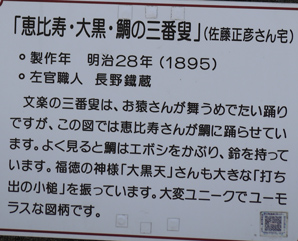 「恵比寿・大黒・鯛の三番叟」(佐藤正彦さん宅)
○ 製作年　明治28年(1895)
○ 左官職人　長野鐵蔵
文楽の三番叟は、お猿さんが舞うめでたい踊り
ですが、この図では恵比寿さんが鯛に踊らせてい
ます。よく見ると鯛はエボシをかぶり、鈴を持って
います。福徳の神様「大黒天」さんも大きな「打ち
出の小槌」を振っています。大変ユニークでユーモ
ラスな図柄です。